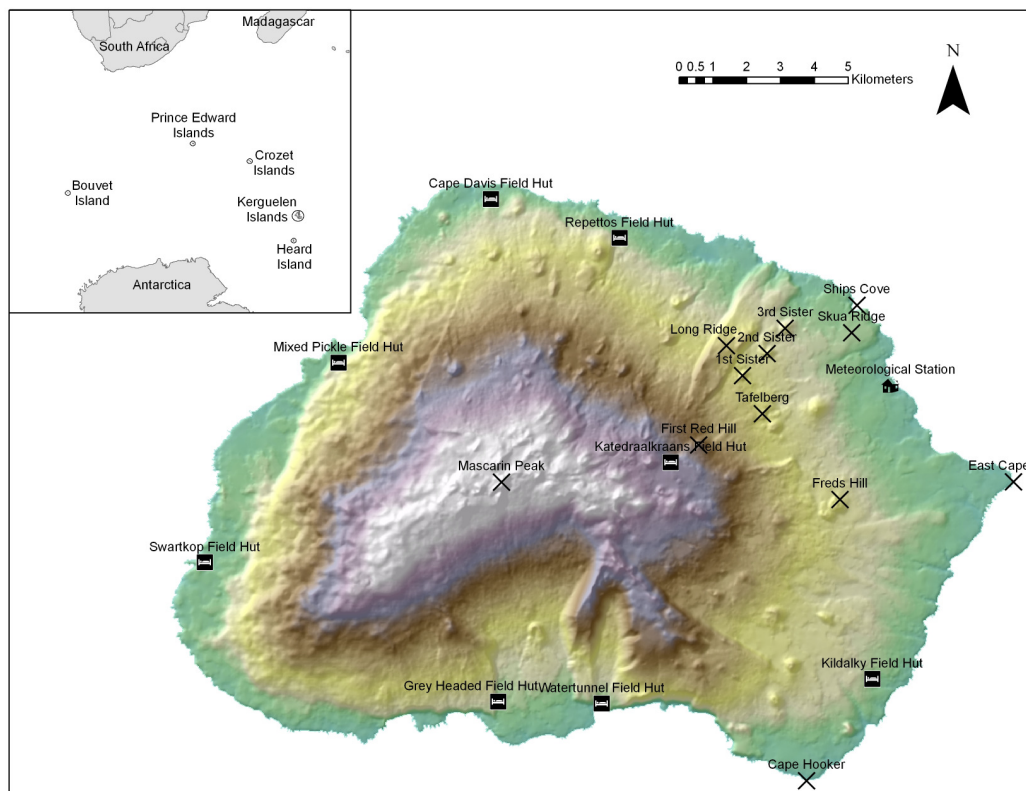 Madagascar
South Africa
Prince Edward
Islands
Crozet
Islands
Bouvet
Island
Kerguelen
Islands
Heard
Island
Antarctica
N
0 0.5 1 2 3 4 5
Kilometers
Cape Davis Field Hut
Repettos Field Hut
Ships Cove
3rd Sister
Skua Ridge
Long Ridge
2nd Sister
Mixed Pickle Field Hut
1st Sister
Meteorological Station
Tafelberg
First Red Hill
Katedraalkraans Field Hut
Mascarin Peak
East Cape
Freds Hill
Swartkop Field Hut
Kildalky Field Hut
Grey Headed Field Hut
Watertunnel Field Hut
Cape Hooker